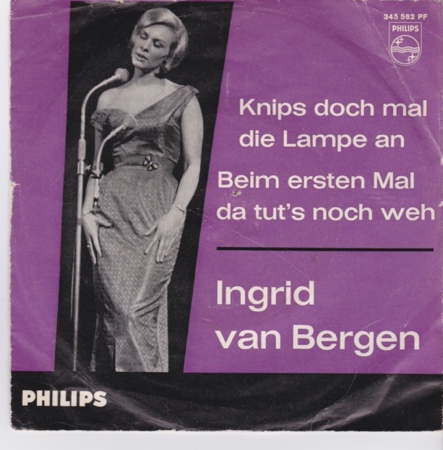 345 562 PF
PHILIPS
Knips doch mal
die Lampe an
Beim ersten Mal
da tut's noch weh
Ingrid
van Bergen
PHILIPS